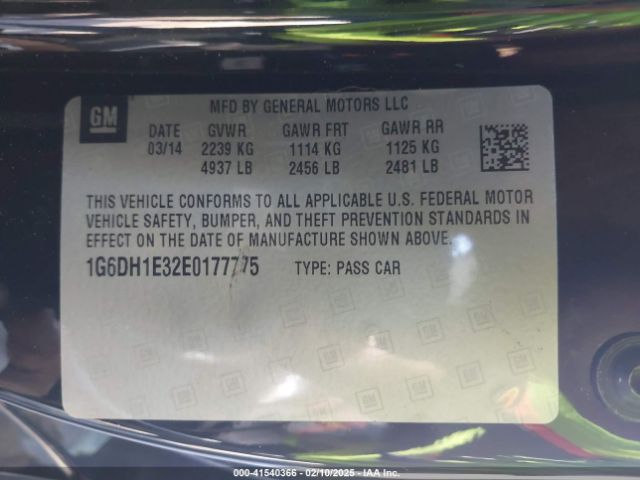 GM
MFD BY GENERAL MOTORS LLC
DATE GVWR GAWR FRT GAWR RR
03/14 2239 KG 1114 KG 1125 KG
4937 LB 2456 LB 2481 LB
THIS VEHICLE CONFORMS TO ALL APPLICABLE U.S. FEDERAL MOTOR
VEHICLE SAFETY, BUMPER, AND THEFT PREVENTION STANDARDS IN
EFFECT ON THE DATE OF MANUFACTURE SHOWN ABOVE.
1G6DH1E32E0177775 TYPE: PASS CAR
000-41540366 - 02/10/2025 - IAA Inc.